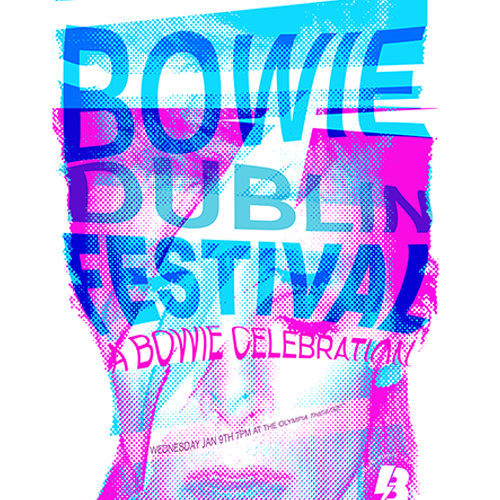 BOWIE
DUBLIN
FESTIVAL
A BOWIE CELEBRATION
WEDNESDAY JAN 9TH 7PM AT THE OLYMPIA THEATRE
B